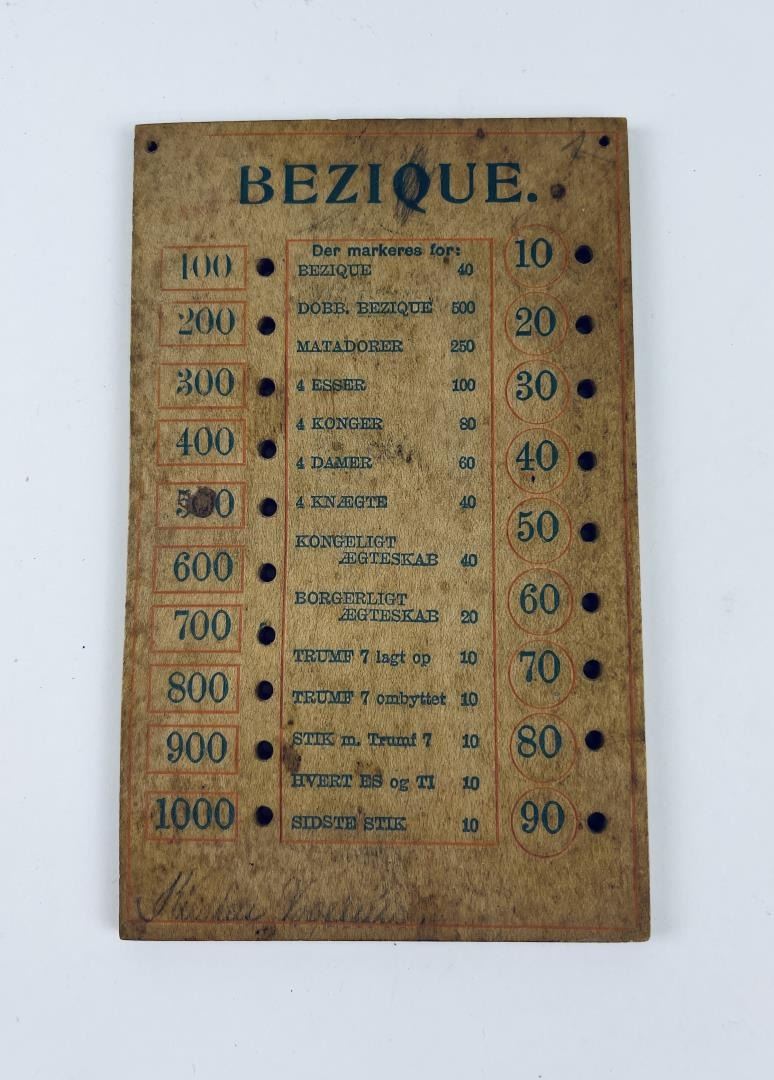 BEZIQUE.
Der markeres for:
BEZIQUE 40
DOBB. BEZIQUE 500
MATADORER 250
4 ESSER 100
4 KONGER 80
4 DAMER 60
4 KNÆGTE 40
KONGELIGT
ÆGTESKAB 40
BORGERLIGT
ÆGTESKAB 20
TRUMF 7 lagt op 10
TRUMF 7 ombyttet 10
STIK m. Trumf 7 10
HVERT ES og TI 10
SIDSTE STIK 10
100
200
300
400
500
600
700
800
900
1000
10
20
30
40
50
60
70
80
90